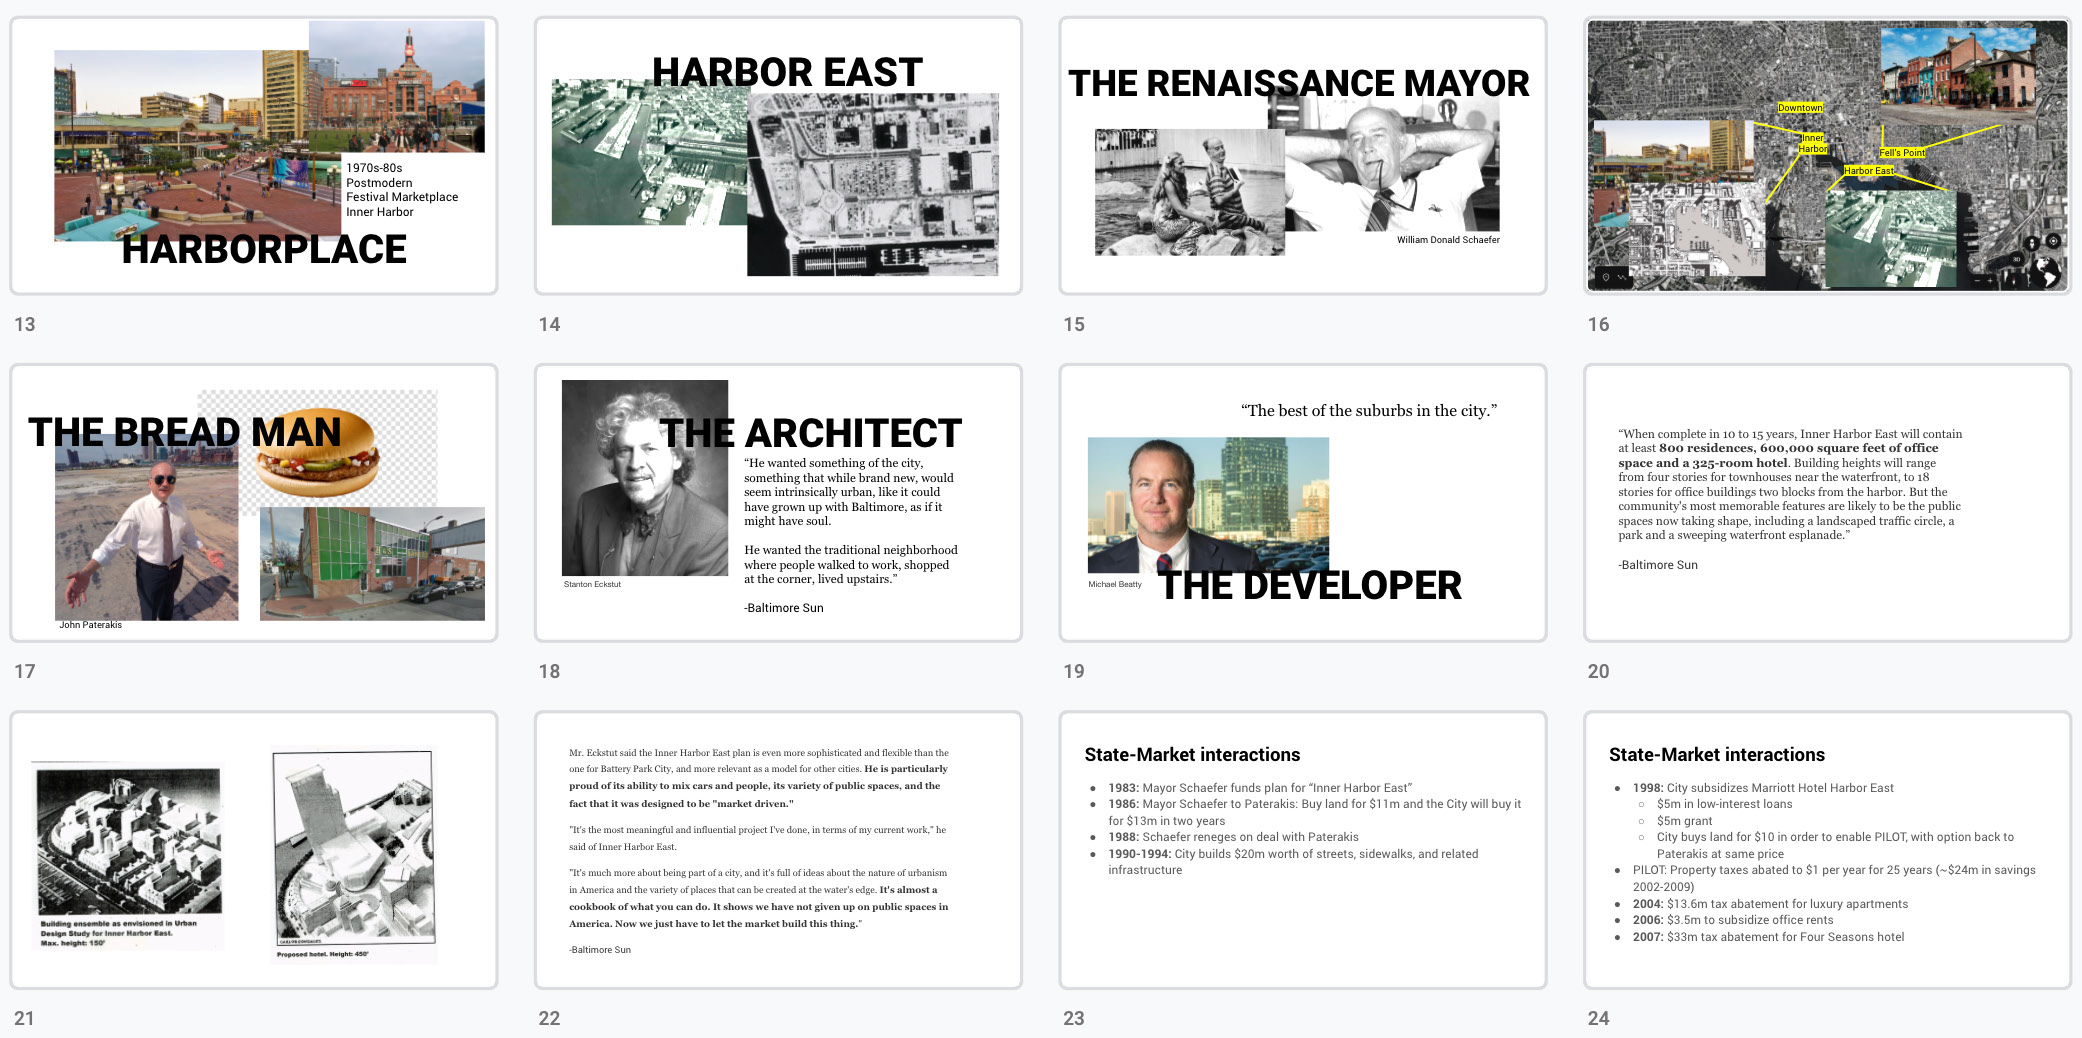 1970s-80s
Postmodern
Festival Marketplace
Inner Harbor
HARBORPLACE
13
HARBOR EAST
14
THE RENAISSANCE MAYOR
William Donald Schaefer
15
Downtown
Inner
Harbor
Fell's Point
Harbor East
3D
16
THE BREAD MAN
John Paterakis
17
THE ARCHITECT
“He wanted something of the city,
something that while brand new, would
seem intrinsically urban, like it could
have grown up with Baltimore, as if it
might have soul.
He wanted the traditional neighborhood
where people walked to work, shopped
at the corner, lived upstairs.”
-Baltimore Sun
Stanton Eckstut
18
“The best of the suburbs in the city.”
Michael Beatty
THE DEVELOPER
19
“When complete in 10 to 15 years, Inner Harbor East will contain
at least 800 residences, 600,000 square feet of office
space and a 325-room hotel. Building heights will range
from four stories for townhouses near the waterfront, to 18
stories for office buildings two blocks from the harbor. But the
community's most memorable features are likely to be the public
spaces now taking shape, including a landscaped traffic circle, a
park and a sweeping waterfront esplanade.”
-Baltimore Sun
20
Building ensemble as envisioned in Urban
Design Study for Inner Harbor East.
Max. height: 150'
Proposed hotel. Height: 450'
21
Mr. Eckstut said the Inner Harbor East plan is even more sophisticated and flexible than the
one for Battery Park City, and more relevant as a model for other cities. He is particularly
proud of its ability to mix cars and people, its variety of public spaces, and the
fact that it was designed to be "market driven."
"It's the most meaningful and influential project I've done, in terms of my current work," he
said of Inner Harbor East.
"It's much more about being part of a city, and it's full of ideas about the nature of urbanism
in America and the variety of places that can be created at the water's edge. It's almost a
cookbook of what you can do. It shows we have not given up on public spaces in
America. Now we just have to let the market build this thing."
-Baltimore Sun
22
State-Market interactions
● 1983: Mayor Schaefer funds plan for “Inner Harbor East”
● 1986: Mayor Schaefer to Paterakis: Buy land for $11m and the City will buy it
for $13m in two years
● 1988: Schaefer reneges on deal with Paterakis
● 1990-1994: City builds $20m worth of streets, sidewalks, and related
infrastructure
23
State-Market interactions
● 1998: City subsidizes Marriott Hotel Harbor East
○ $5m in low-interest loans
○ $5m grant
○ City buys land for $10 in order to enable PILOT, with option back to
Paterakis at same price
● PILOT: Property taxes abated to $1 per year for 25 years (~$24m in savings
2002-2009)
● 2004: $13.6m tax abatement for luxury apartments
● 2006: $3.5m to subsidize office rents
● 2007: $33m tax abatement for Four Seasons hotel
24